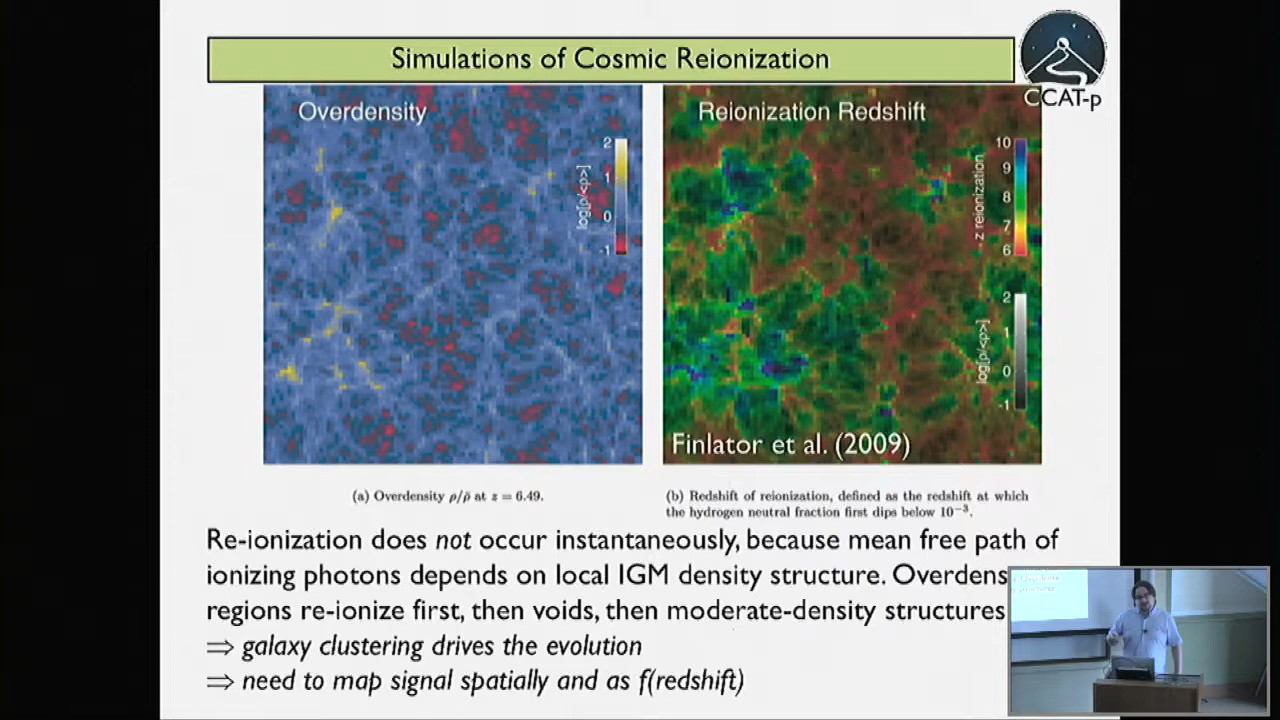 Simulations of Cosmic Reionization
CCAT-p
Overdensity
2
1
0
-1
log[ρ/<ρ>]
Reionization Redshift
10
9
8
7
6
z reionization
2
1
0
-1
log[ρ/<ρ>]
Finlator et al. (2009)
(a) Overdensity ρ/ρ̄ at z = 6.49.
(b) Redshift of reionization, defined as the redshift at which
the hydrogen neutral fraction first dips below 10⁻³.
Re-ionization does not occur instantaneously, because mean free path of
ionizing photons depends on local IGM density structure. Overdens
regions re-ionize first, then voids, then moderate-density structures
⇒ galaxy clustering drives the evolution
⇒ need to map signal spatially and as f(redshift)